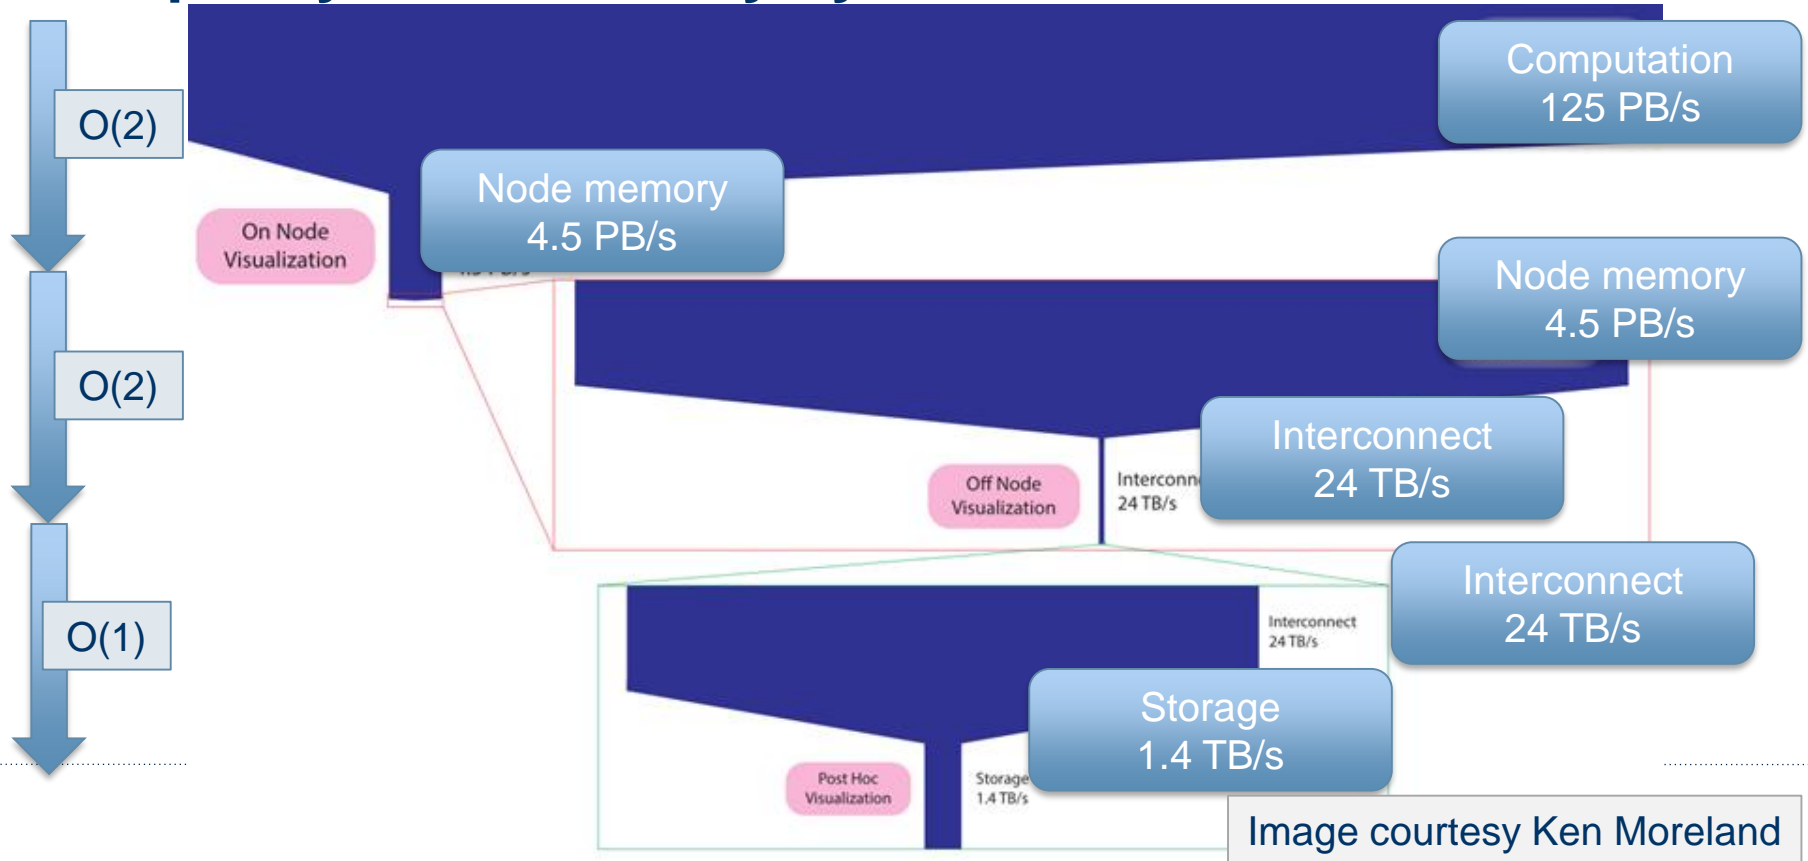 Computation
125 PB/s
O(2)
Node memory
4.5 PB/s
On Node
Visualization
Node memory
4.5 PB/s
O(2)
Interconnect
24 TB/s
Off Node
Visualization
24 TB/s
Interconnect
24 TB/s
O(1)
Interconnect
24 TB/s
Storage
1.4 TB/s
Post Hoc
Visualization
Storage
1.4 TB/s
Image courtesy Ken Moreland